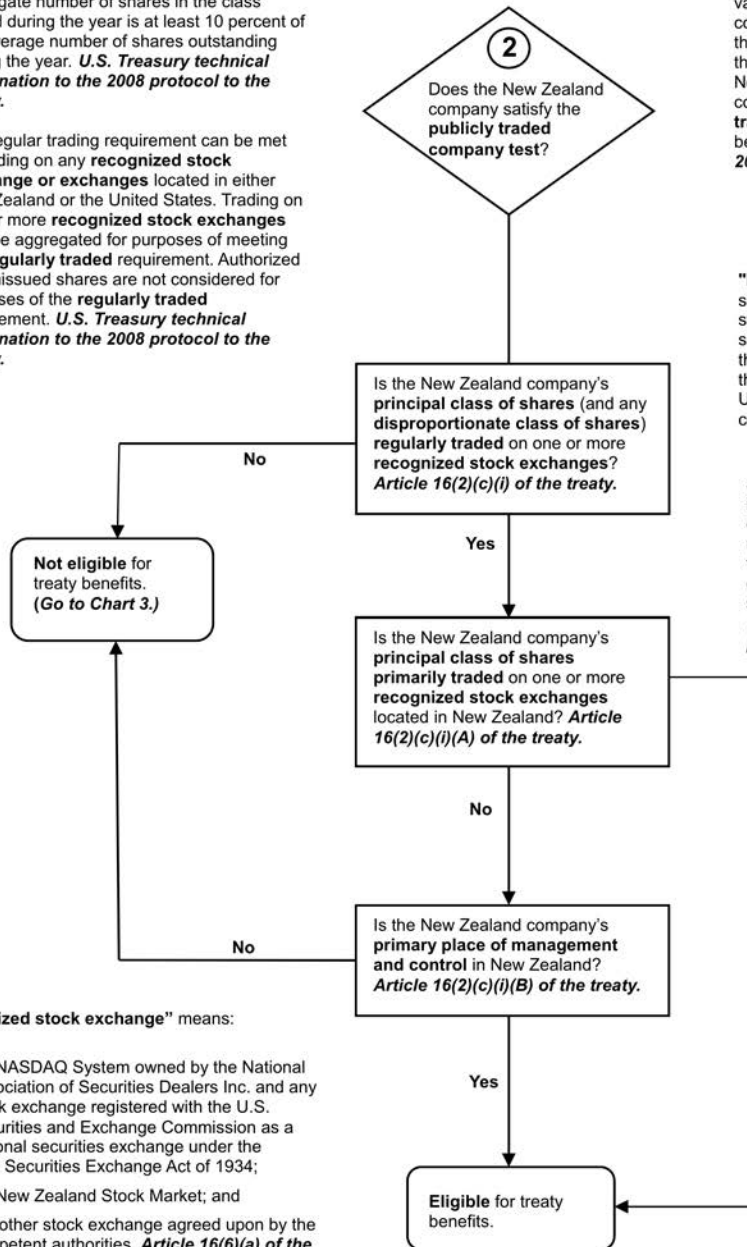 gate number of shares in the class
during the year is at least 10 percent of
verage number of shares outstanding
the year. U.S. Treasury technical
nation to the 2008 protocol to the
egular trading requirement can be met
ding on any recognized stock
ange or exchanges located in either
Zealand or the United States. Trading on
r more recognized stock exchanges
e aggregated for purposes of meeting
gularly traded requirement. Authorized
issued shares are not considered for
ses of the regularly traded
ement. U.S. Treasury technical
nation to the 2008 protocol to the
2
Does the New Zealand
company satisfy the
publicly traded
company test?
Is the New Zealand company’s
principal class of shares (and any
disproportionate class of shares)
regularly traded on one or more
recognized stock exchanges?
Article 16(2)(c)(i) of the treaty.
No
Yes
Not eligible for
treaty benefits.
(Go to Chart 3.)
Is the New Zealand company’s
principal class of shares
primarily traded on one or more
recognized stock exchanges
located in New Zealand? Article
16(2)(c)(i)(A) of the treaty.
No
Is the New Zealand company’s
primary place of management
and control in New Zealand?
Article 16(2)(c)(i)(B) of the treaty.
No
Yes
Eligible for treaty
benefits.
ized stock exchange” means:
NASDAQ System owned by the National
ociation of Securities Dealers Inc. and any
k exchange registered with the U.S.
urities and Exchange Commission as a
onal securities exchange under the
Securities Exchange Act of 1934;
New Zealand Stock Market; and
other stock exchange agreed upon by the
petent authorities. Article 16(6)(a) of the